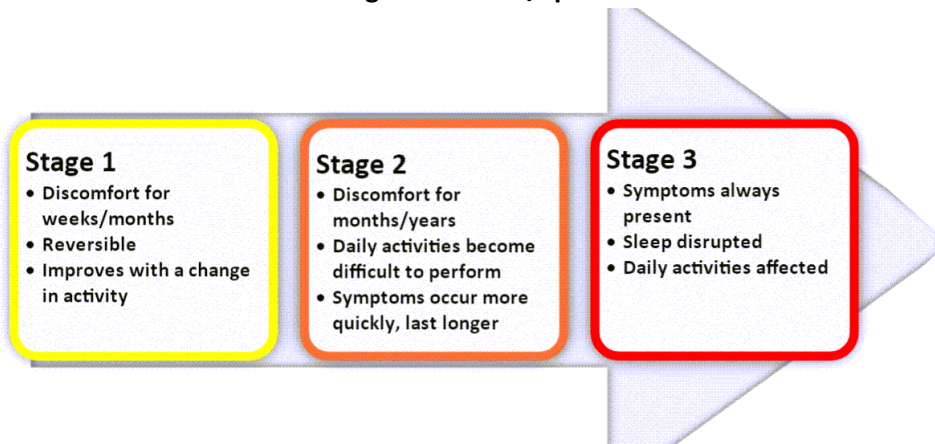 Stage 1
• Discomfort for
weeks/months
• Reversible
• Improves with a change
in activity
Stage 2
• Discomfort for
months/years
• Daily activities become
difficult to perform
• Symptoms occur more
quickly, last longer
Stage 3
• Symptoms always
present
• Sleep disrupted
• Daily activities affected